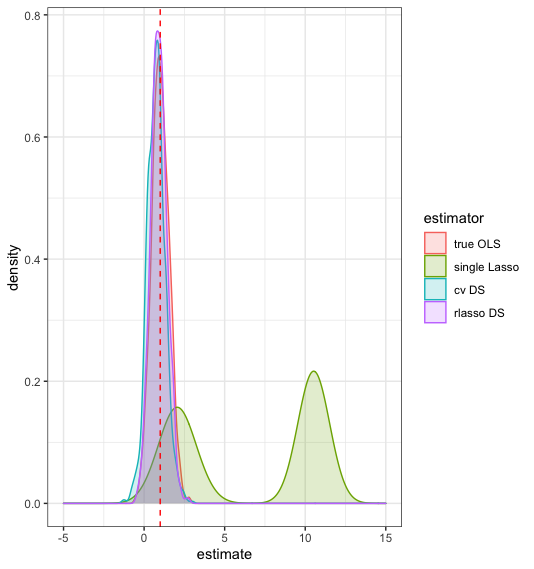 0.8
0.6
0.4
0.2
0.0
density
-5
0
5
10
15
estimate
estimator
true OLS
single Lasso
cv DS
rlasso DS